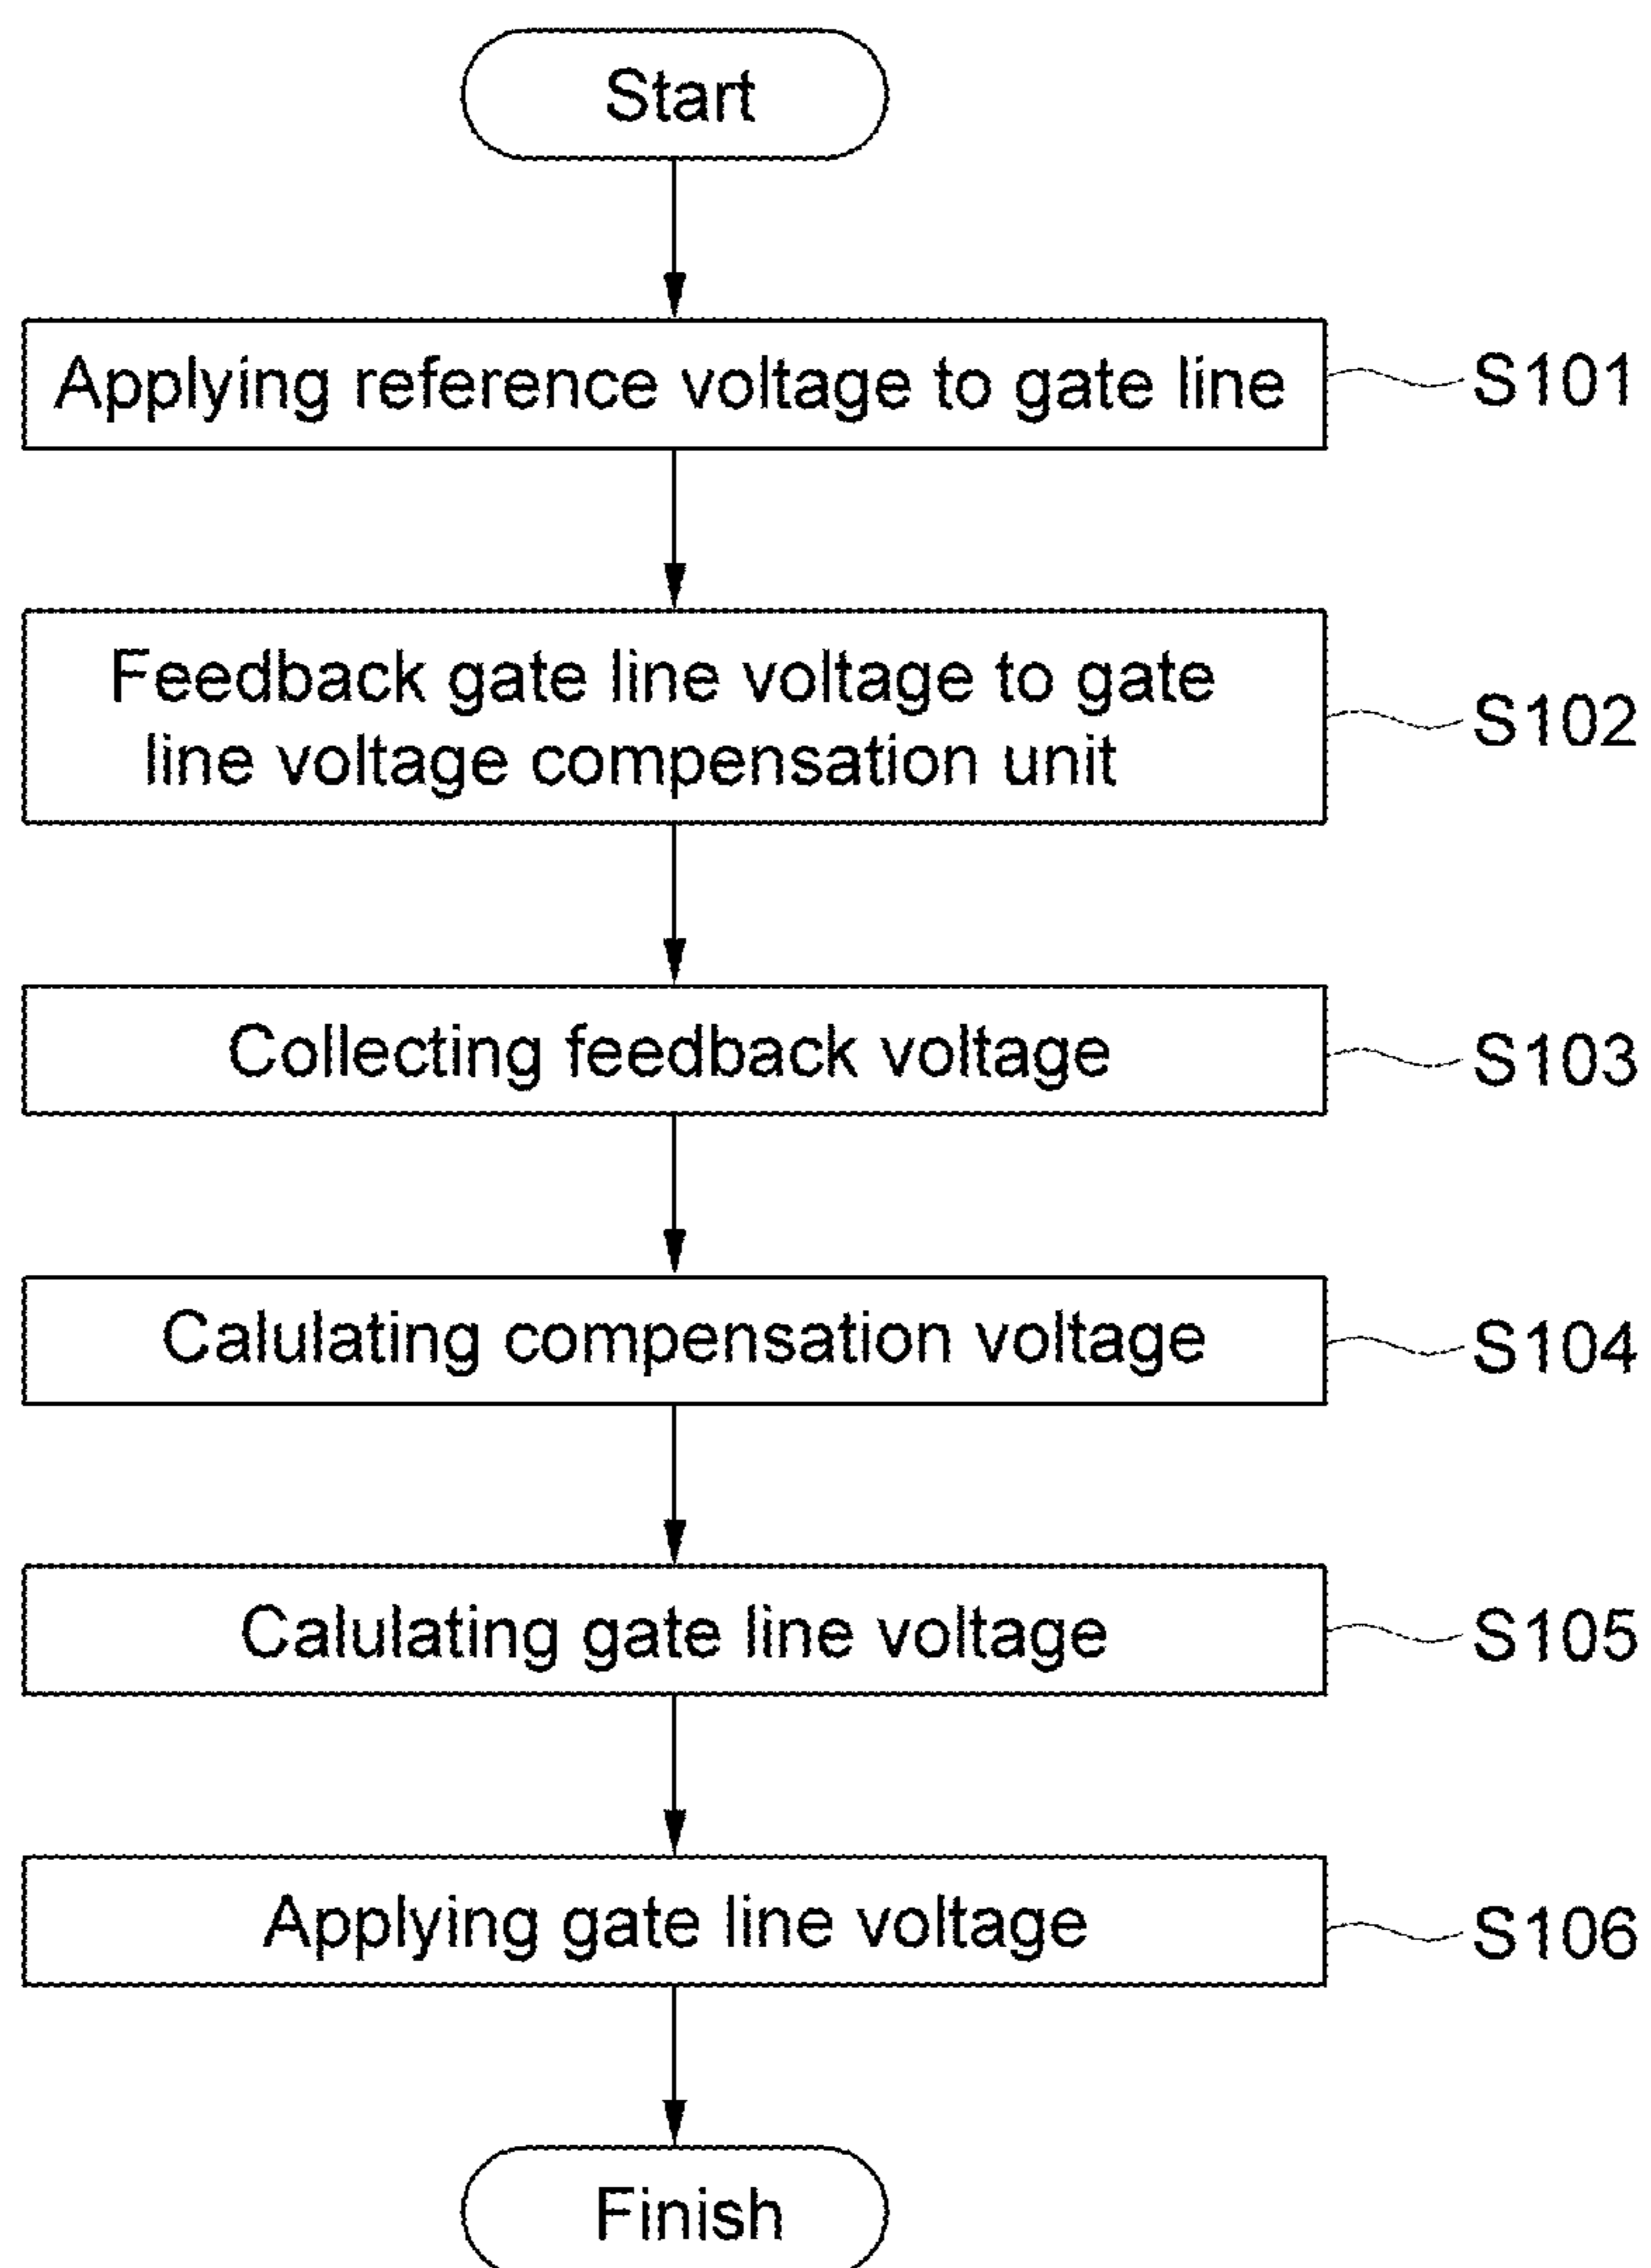 Start
Applying reference voltage to gate line
S101
Feedback gate line voltage to gate
line voltage compensation unit
S102
Collecting feedback voltage
S103
Calulating compensation voltage
S104
Calulating gate line voltage
S105
Applying gate line voltage
S106
Finish